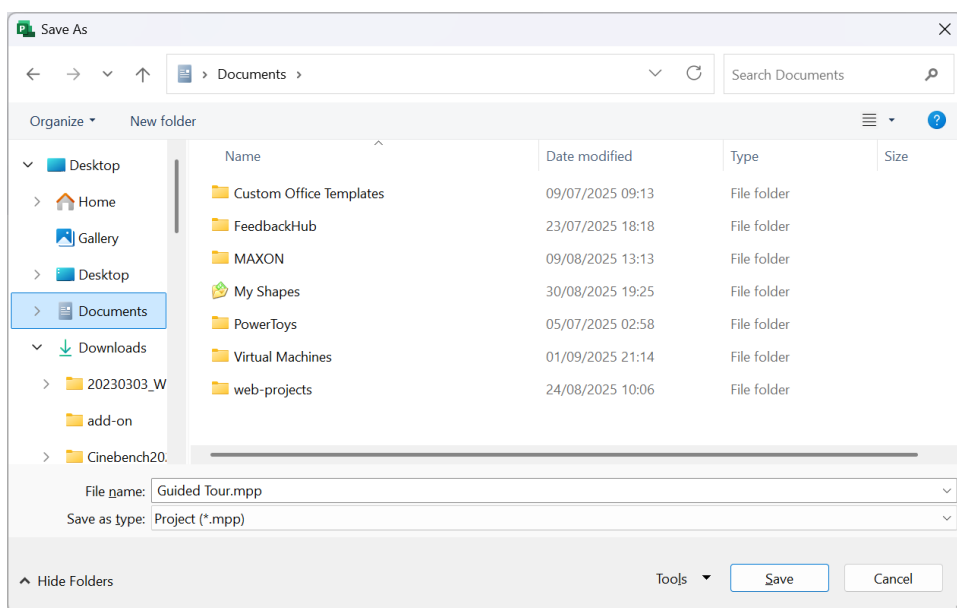 Save As
Documents
Search Documents
Organize New folder
Name Date modified Type Size
Desktop
Home
Gallery
Desktop
Documents
Downloads
20230303_W
add-on
Cinebench20
Custom Office Templates 09/07/2025 09:13 File folder
FeedbackHub 23/07/2025 18:18 File folder
MAXON 09/08/2025 13:13 File folder
My Shapes 30/08/2025 19:25 File folder
PowerToys 05/07/2025 02:58 File folder
Virtual Machines 01/09/2025 21:14 File folder
web-projects 24/08/2025 10:06 File folder
File name: Guided Tour.mpp
Save as type: Project (*.mpp)
Hide Folders Tools Save Cancel